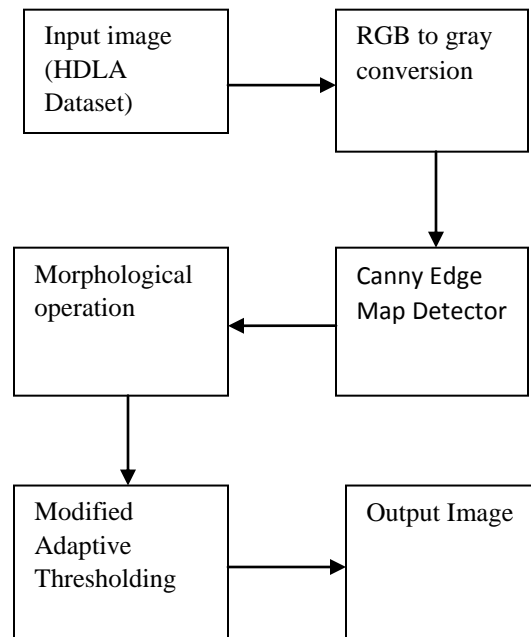 Input image
(HDLA
Dataset)
RGB to gray
conversion
Canny Edge
Map Detector
Morphological
operation
Modified
Adaptive
Thresholding
Output Image